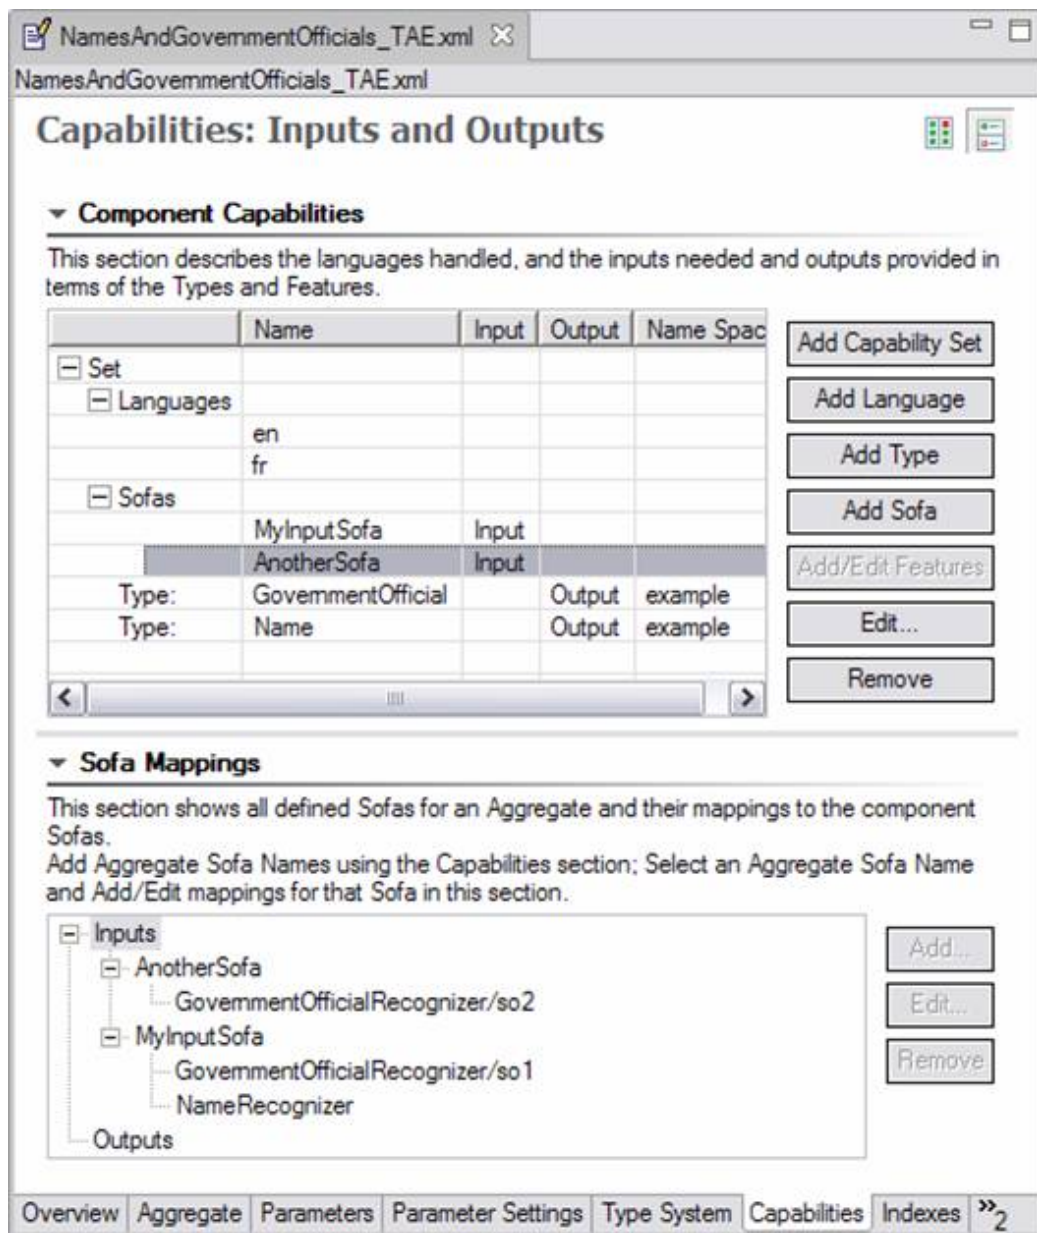 NamesAndGovernmentOfficials_TAE.xml
NamesAndGovernmentOfficials_TAE.xml
Capabilities: Inputs and Outputs
Component Capabilities
This section describes the languages handled, and the inputs needed and outputs provided in
terms of the Types and Features.
Name Input Output Name Spac
Add Capability Set
Set
Languages
Add Language
en
fr
Add Type
Sofas
Add Sofa
MyInputSofa Input
AnotherSofa Input
Add/Edit Features
Type: GovernmentOfficial Output example
Type: Name Output example
Edit...
Remove
Sofa Mappings
This section shows all defined Sofas for an Aggregate and their mappings to the component
Sofas.
Add Aggregate Sofa Names using the Capabilities section; Select an Aggregate Sofa Name
and Add/Edit mappings for that Sofa in this section.
Inputs
Add...
AnotherSofa
GovernmentOfficialRecognizer/so2
Edit...
MyInputSofa
GovernmentOfficialRecognizer/so1
Remove
NameRecognizer
Outputs
Overview Aggregate Parameters Parameter Settings Type System Capabilities Indexes »2